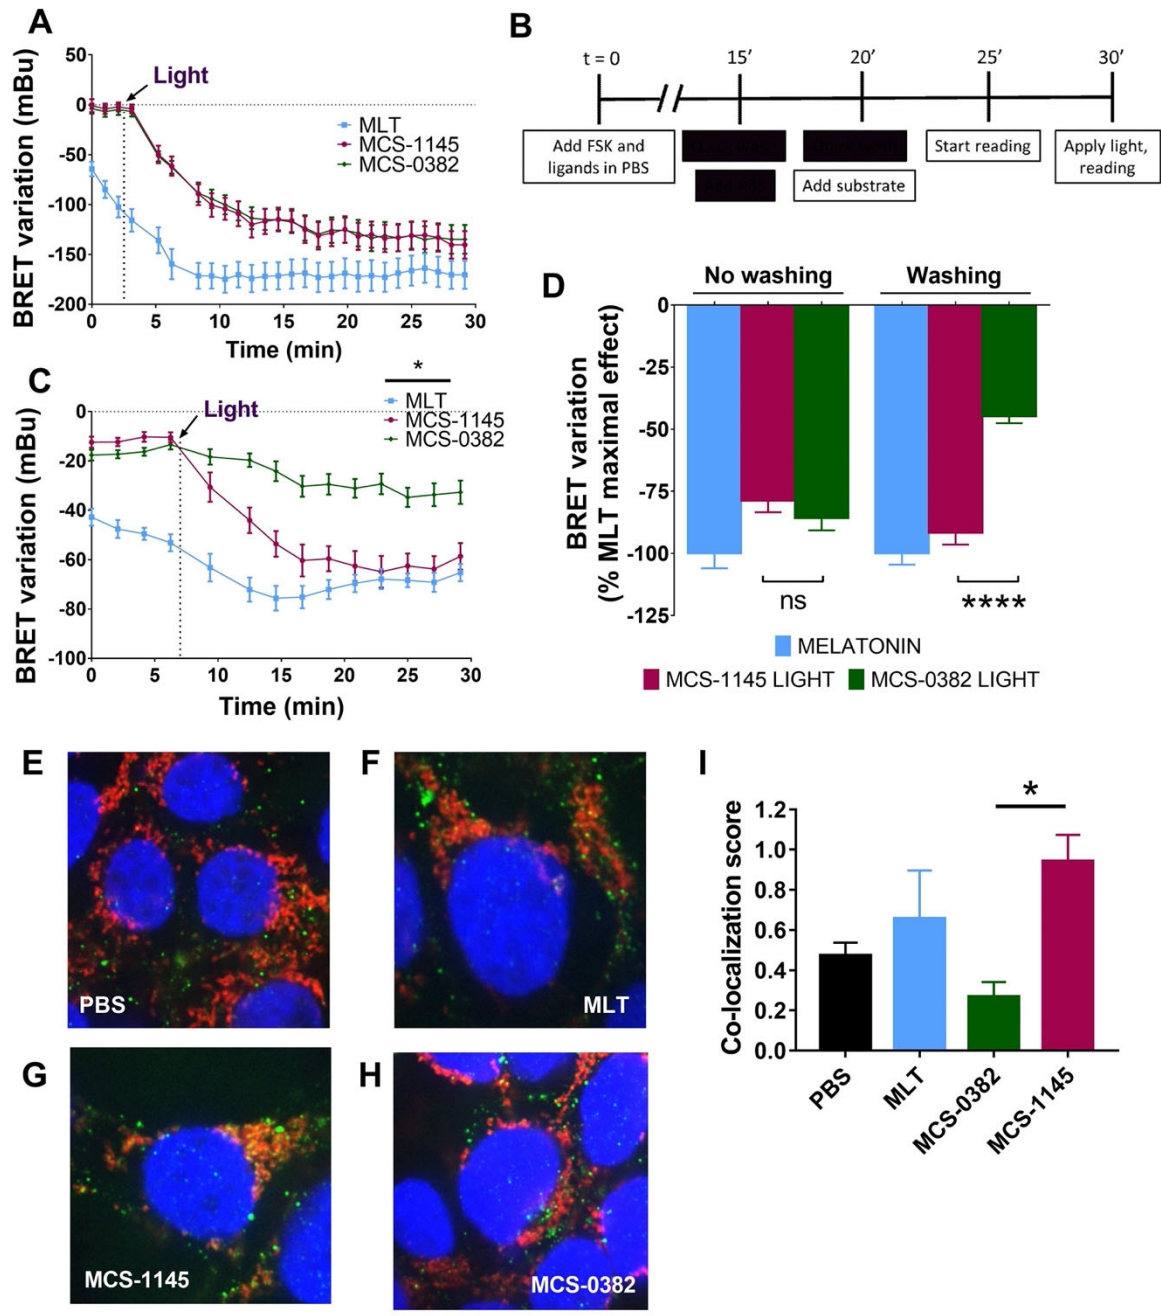 A
BRET variation (mBu)
50
0
-50
-100
-150
-200
Light
MLT
MCS-1145
MCS-0382
0 5 10 15 20 25 30
Time (min)
B
t = 0 15’ 20’ 25’ 30’
Add FSK and
ligands in PBS
Add substrate
Start reading
Apply light,
reading
C
BRET variation (mBu)
0
-20
-40
-60
-80
-100
Light
*
MLT
MCS-1145
MCS-0382
0 5 10 15 20 25 30
Time (min)
D
BRET variation
(% MLT maximal effect)
No washing Washing
0
-25
-50
-75
-100
-125
ns
****
MELATONIN
MCS-1145 LIGHT MCS-0382 LIGHT
E
PBS
F
MLT
G
MCS-1145
H
MCS-0382
I
Co-localization score
1.2
1.0
0.8
0.6
0.4
0.2
0.0
*
PBS
MLT
MCS-0382
MCS-1145